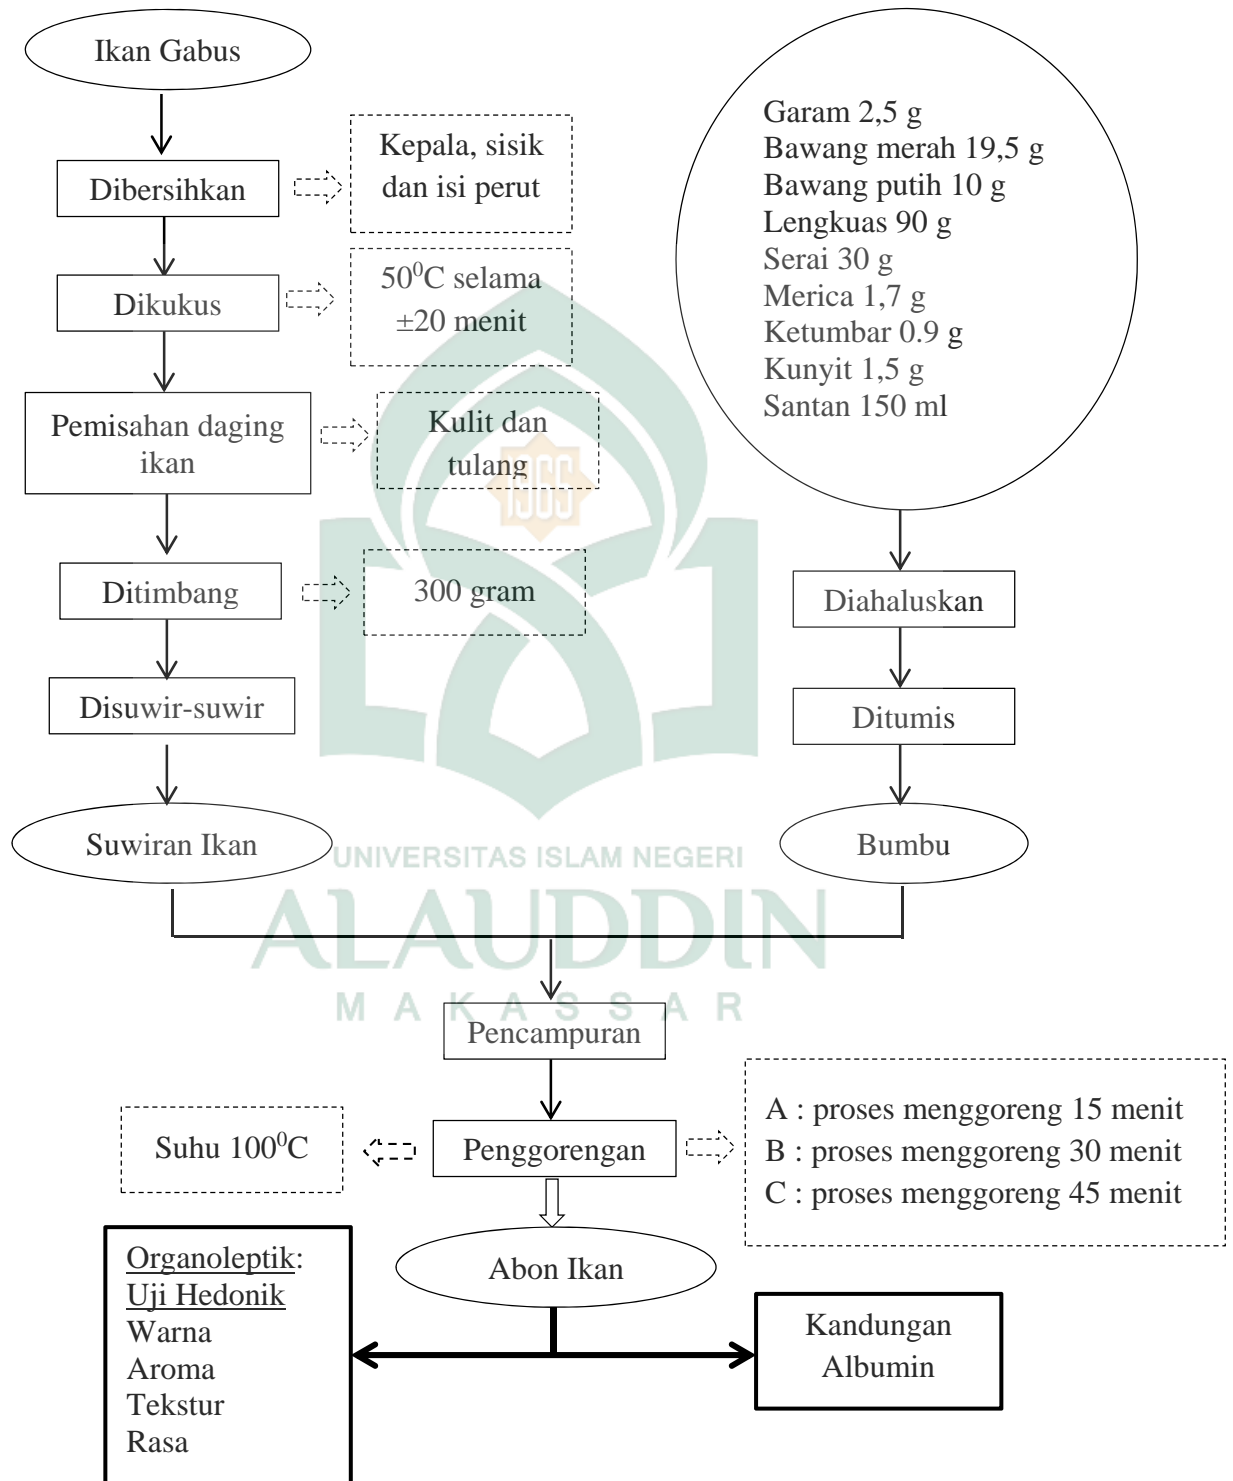 Ikan Gabus
Dibersihkan
Kepala, sisik
dan isi perut
Dikukus
50⁰C selama
±20 menit
Pemisahan daging
ikan
Kulit dan
tulang
Ditimbang
300 gram
Disuwir-suwir
Suwiran Ikan
Garam 2,5 g
Bawang merah 19,5 g
Bawang putih 10 g
Lengkuas 90 g
Serai 30 g
Merica 1,7 g
Ketumbar 0.9 g
Kunyit 1,5 g
Santan 150 ml
Diahaluskan
Ditumis
Bumbu
1965
UNIVERSITAS ISLAM NEGERI
ALAUDDIN
MAKASSAR
Pencampuran
Penggorengan
Suhu 100⁰C
A : proses menggoreng 15 menit
B : proses menggoreng 30 menit
C : proses menggoreng 45 menit
Abon Ikan
Organoleptik:
Uji Hedonik
Warna
Aroma
Tekstur
Rasa
Kandungan
Albumin